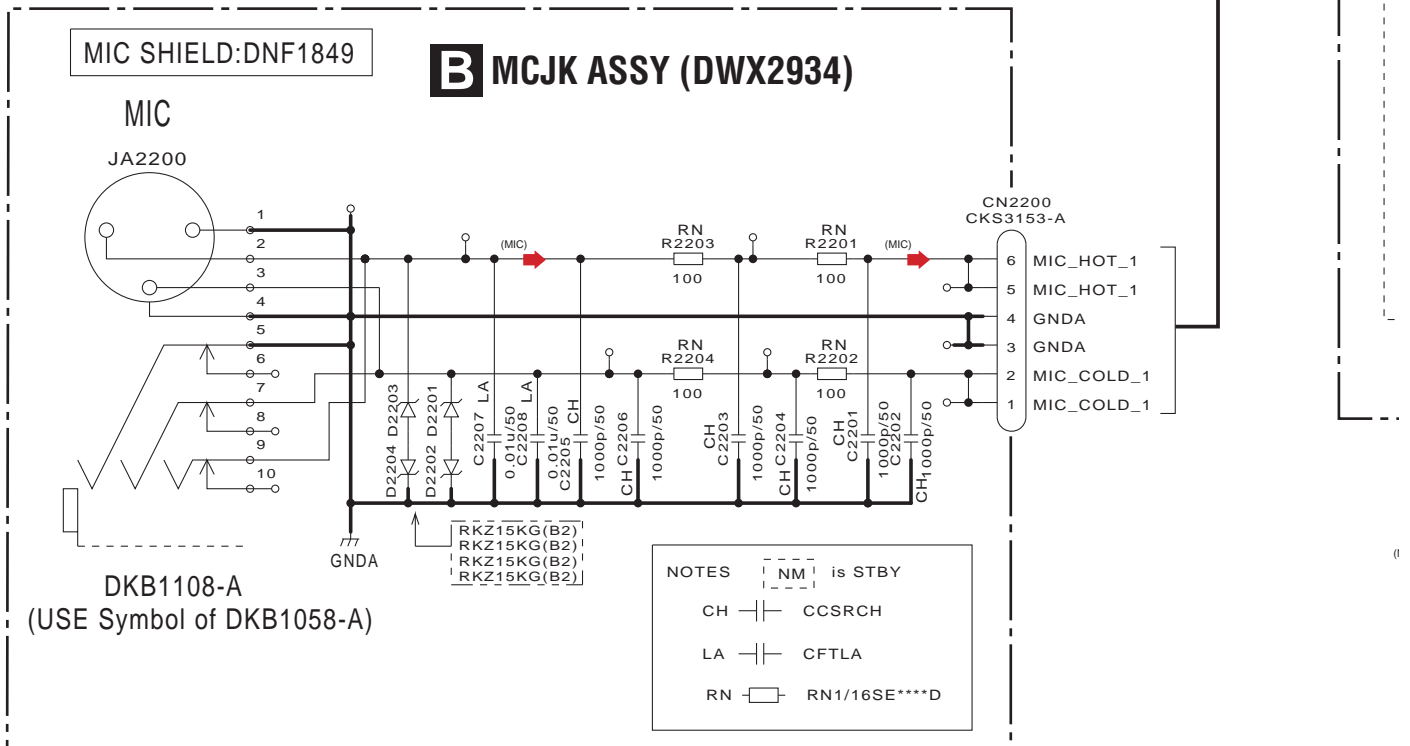 MIC SHIELD:DNF1849
B MCJK ASSY (DWX2934)
MIC
JA2200
1
2
3
4
5
6
7
8
9
10
(MIC)
RN
R2203
100
RN
R2201
100
(MIC)
RN
R2204
100
RN
R2202
100
CN2200
CKS3153-A
6 MIC_HOT_1
5 MIC_HOT_1
4 GNDA
3 GNDA
2 MIC_COLD_1
1 MIC_COLD_1
D2204 D2203
D2202 D2201
C2207 LA
0.01u/50
C2208 LA
0.01u/50
C2205 CH
1000p/50
CH C2206
1000p/50
C2203 CH
1000p/50
CH C2204
1000p/50
C2201 CH
1000p/50
C2202
CH 1000p/50
GNDA
RKZ15KG(B2)
RKZ15KG(B2)
RKZ15KG(B2)
RKZ15KG(B2)
DKB1108-A
(USE Symbol of DKB1058-A)
NOTES NM is STBY
CH CCSRCH
LA CFTLA
RN RN1/16SE****D